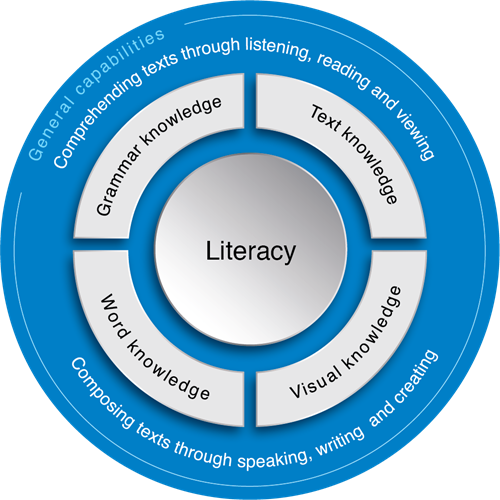 General capabilities
Comprehending texts through listening, reading and viewing
Grammar knowledge
Text knowledge
Literacy
Word knowledge
Visual knowledge
Composing texts through speaking, writing and creating